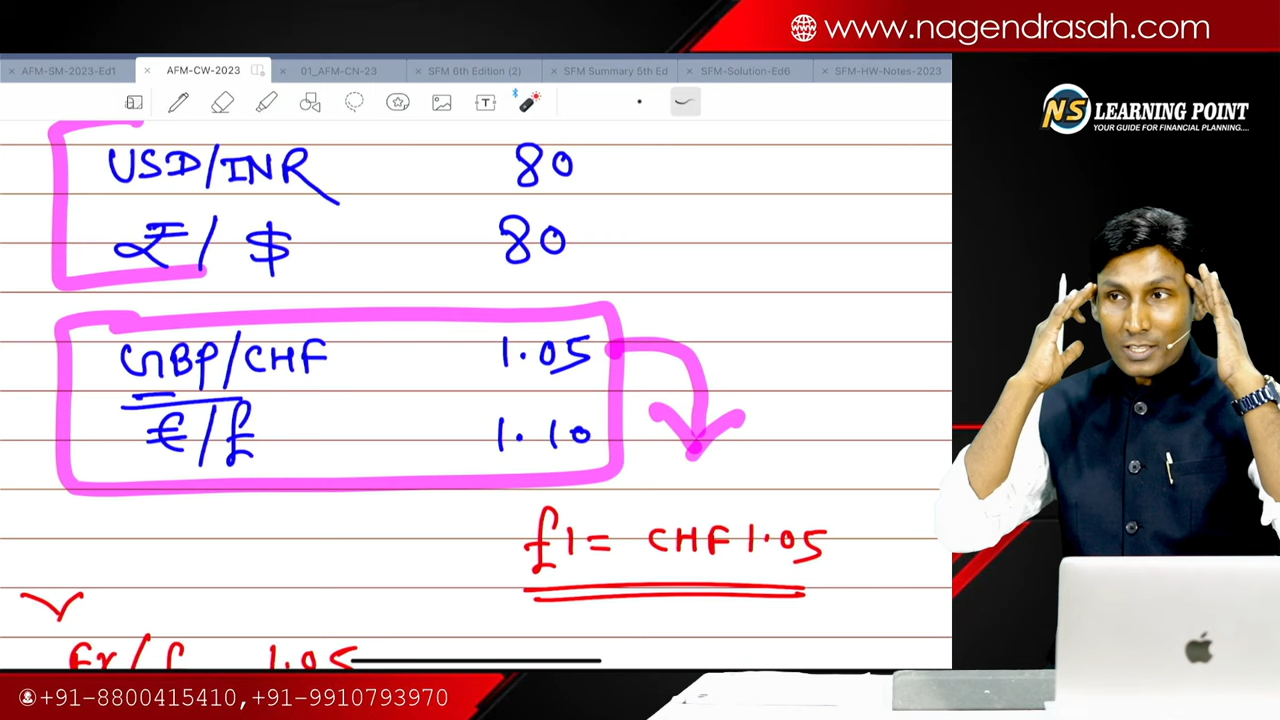 www.nagendrasah.com
AFM-SM-2023-Ed1
AFM-CW-2023
01_AFM-CN-23
SFM 6th Edition (2)
SFM Summary 5th Ed
SFM-Solution-Ed6
SFM-HW-Notes-2023
NS LEARNING POINT
YOUR GUIDE FOR FINANCIAL PLANNING....
USD/INR 80
₹/$ 80
GBP/CHF 1.05
€/£ 1.10
£1= CHF 1.05
1.05
+91-8800415410,+91-9910793970